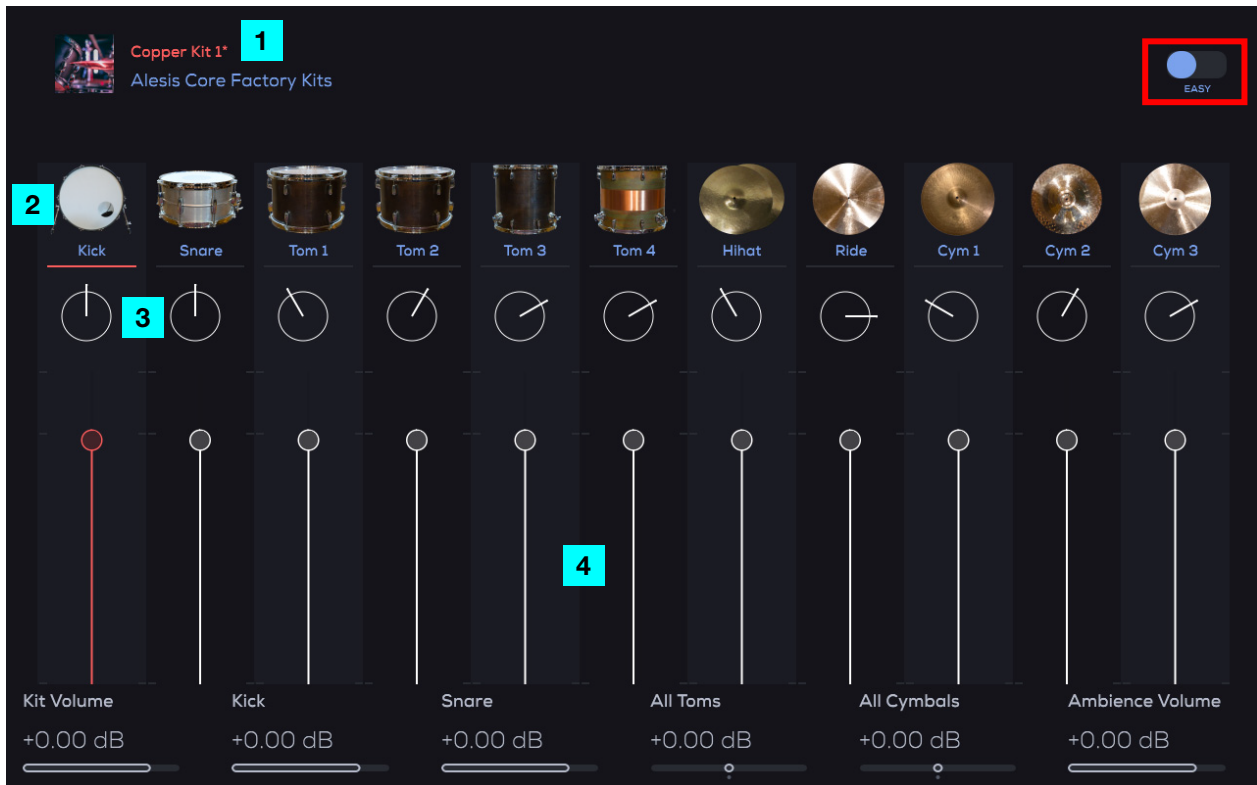 Copper Kit 1*
1
Alesis Core Factory Kits
EASY
2
Kick Snare Tom 1 Tom 2 Tom 3 Tom 4 Hihat Ride Cym 1 Cym 2 Cym 3
3
4
Kit Volume Kick Snare All Toms All Cymbals Ambience Volume
+0.00 dB +0.00 dB +0.00 dB +0.00 dB +0.00 dB +0.00 dB